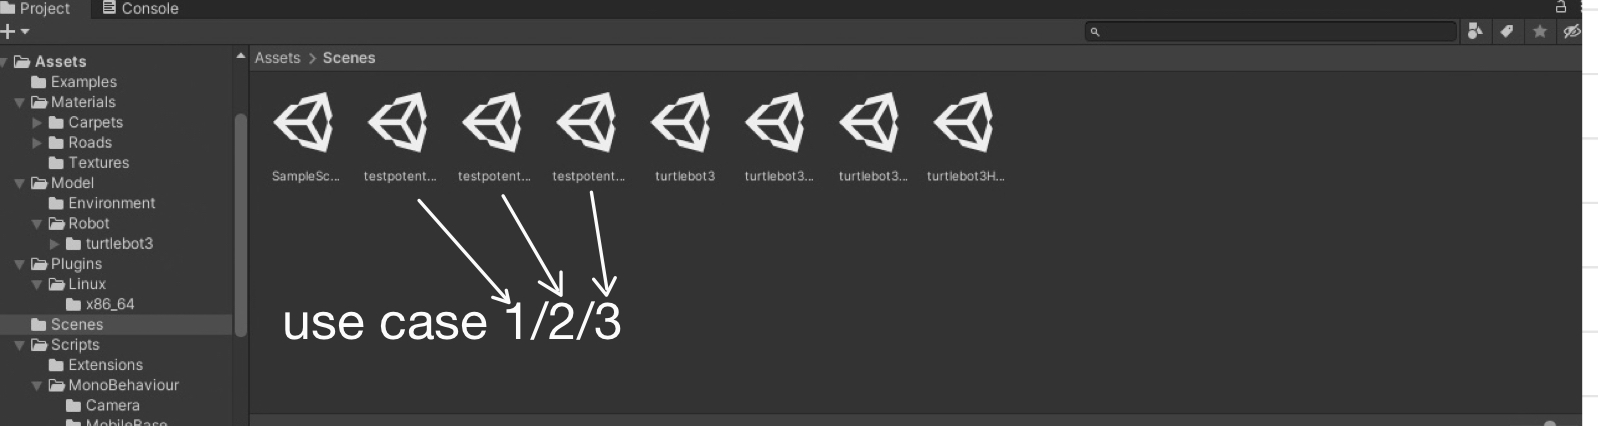 Project Console
Assets > Scenes
Assets
Examples
Materials
Carpets
Roads
Textures
Model
Environment
Robot
turtlebot3
Plugins
Linux
x86_64
Scenes
Scripts
Extensions
MonoBehaviour
Camera
MobileBase
SampleSc... testpotent... testpotent... testpotent... turtlebot3 turtlebot3... turtlebot3... turtlebot3H...
use case 1/2/3